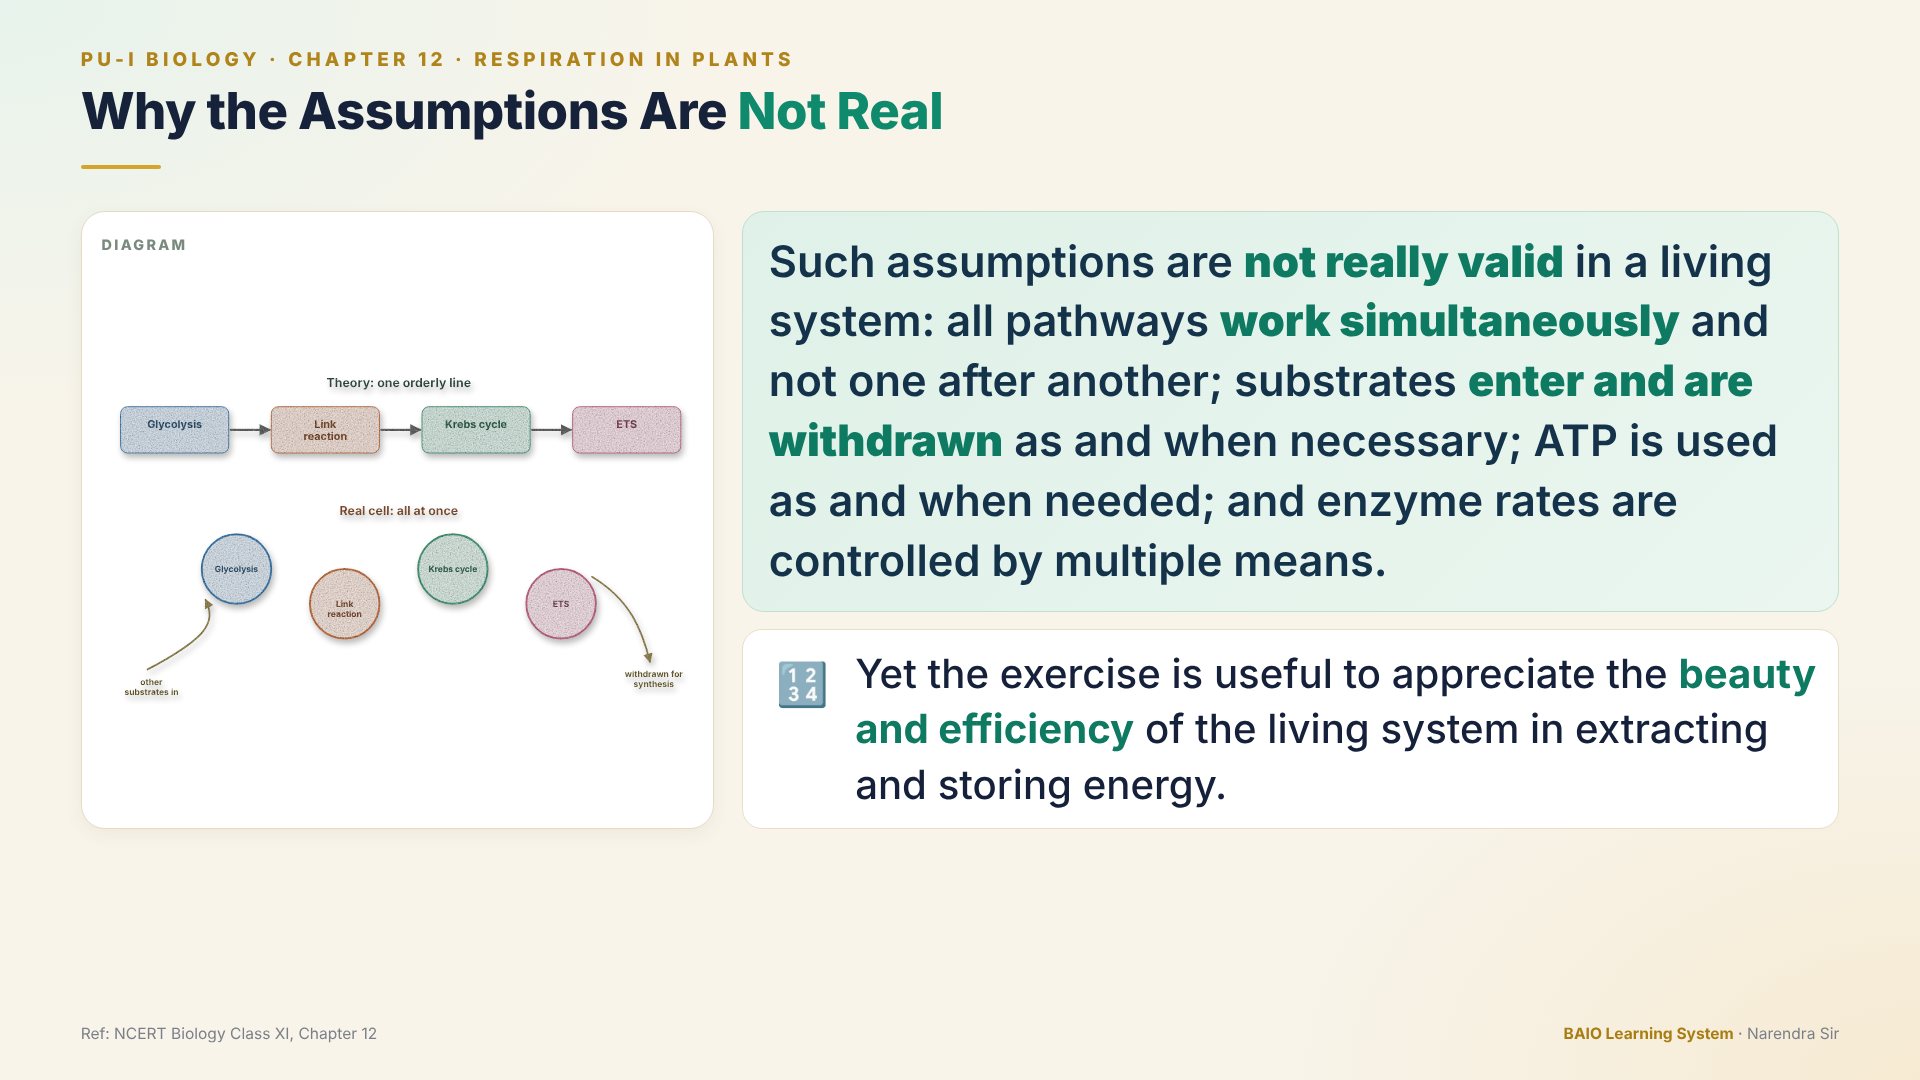 PU-I BIOLOGY · CHAPTER 12 · RESPIRATION IN PLANTS
Why the Assumptions Are Not Real
DIAGRAM
Theory: one orderly line
Glycolysis
Link
reaction
Krebs cycle
ETS
Real cell: all at once
Glycolysis
Link
reaction
Krebs cycle
ETS
other
substrates in
withdrawn for
synthesis
Such assumptions are not really valid in a living
system: all pathways work simultaneously and
not one after another; substrates enter and are
withdrawn as and when necessary; ATP is used
as and when needed; and enzyme rates are
controlled by multiple means.
1 2
3 4
Yet the exercise is useful to appreciate the beauty
and efficiency of the living system in extracting
and storing energy.
Ref: NCERT Biology Class XI, Chapter 12
BAIO Learning System · Narendra Sir